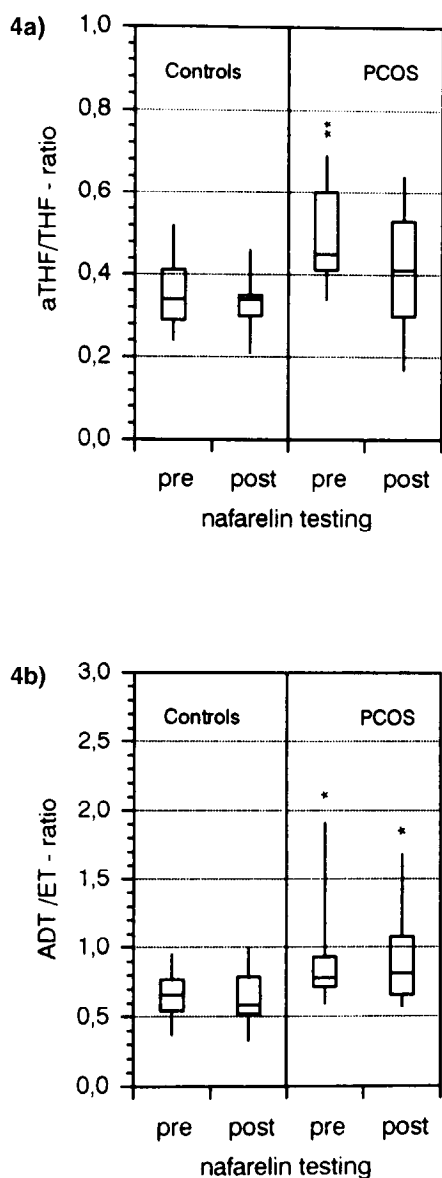 4a)
1,0
0,8
0,6
0,4
0,2
0,0
aTHF/THF - ratio
Controls
PCOS
**
pre post pre post
nafarelin testing
4b)
3,0
2,5
2,0
1,5
1,0
0,5
0,0
ADT /ET - ratio
Controls
PCOS
*
*
pre post pre post
nafarelin testing